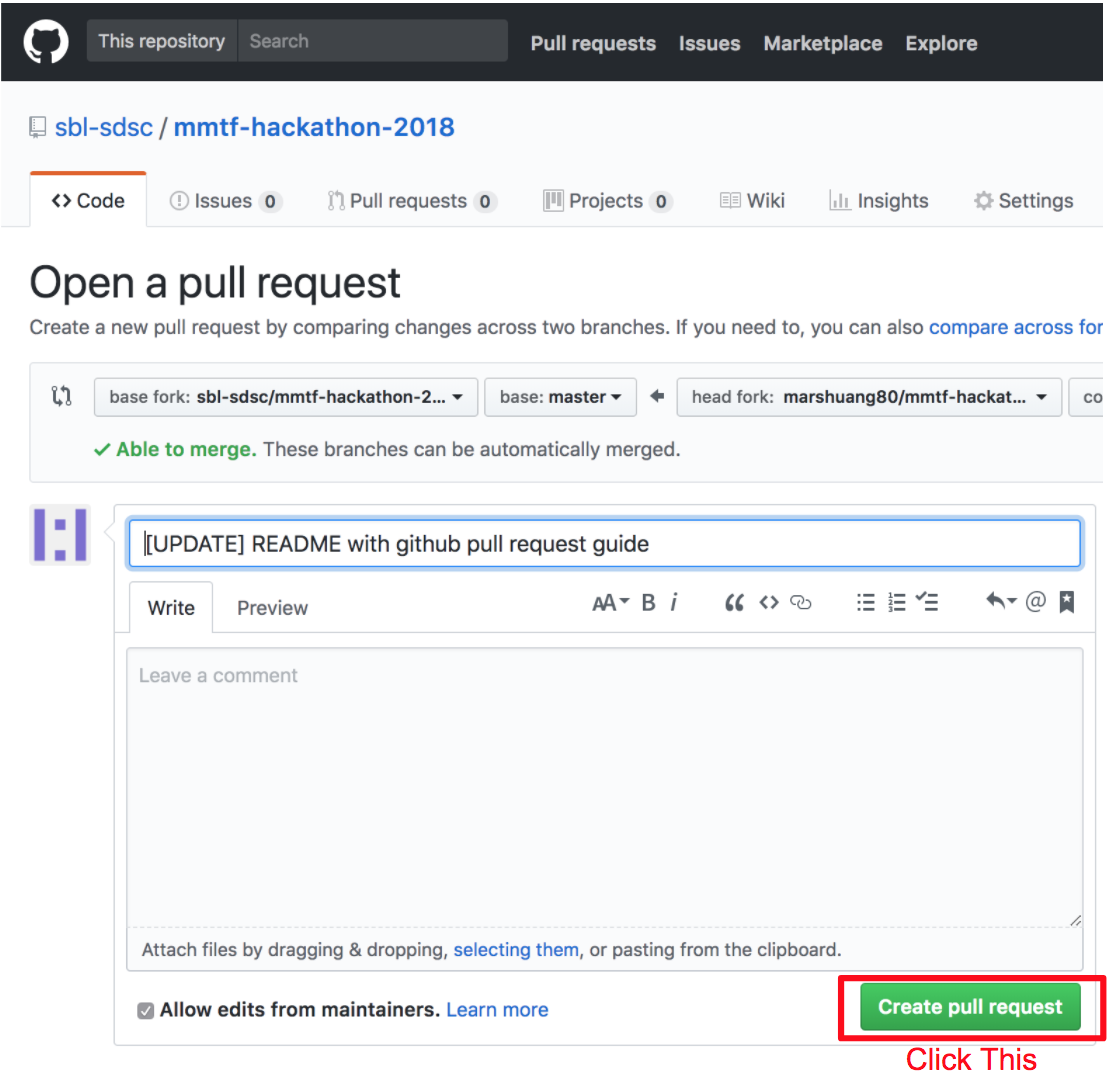 This repository Search Pull requests Issues Marketplace Explore
sbl-sdsc / mmtf-hackathon-2018
<> Code Issues 0 Pull requests 0 Projects 0 Wiki Insights Settings
Open a pull request
Create a new pull request by comparing changes across two branches. If you need to, you can also compare across for
base fork: sbl-sdsc/mmtf-hackathon-2... base: master head fork: marshuang80/mmtf-hackat... co
Able to merge. These branches can be automatically merged.
[UPDATE] README with github pull request guide
Write Preview AA B i “ <> @
Leave a comment
Attach files by dragging & dropping, selecting them, or pasting from the clipboard.
Allow edits from maintainers. Learn more Create pull request
Click This